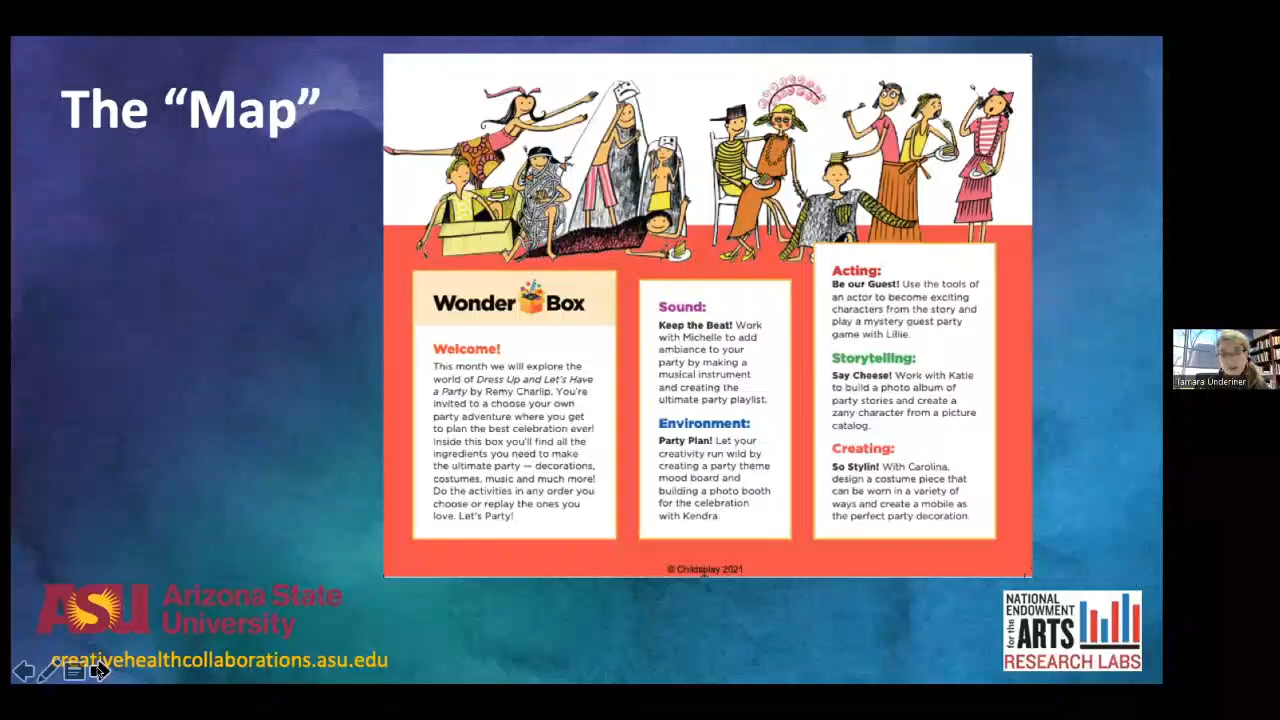 The “Map”
Wonder Box
Welcome!
This month we will explore the
world of Dress Up and Let's Have
a Party by Remy Charlip. You're
invited to a choose your own
party adventure where you get
to plan the best celebration ever!
Inside this box you'll find all the
ingredients you need to make
the ultimate party — decorations,
costumes, music and much more!
Do the activities in any order you
choose or replay the ones you
love. Let's Party!
Sound:
Keep the Beat! Work
with Michelle to add
ambiance to your
party by making a
musical instrument
and creating the
ultimate party playlist.
Environment:
Party Plan! Let your
creativity run wild by
creating a party theme
mood board and
building a photo booth
for the celebration
with Kendra.
Acting:
Be our Guest! Use the tools of
an actor to become exciting
characters from the story and
play a mystery guest party
game with Lillie.
Storytelling:
Say Cheese! Work with Katie
to build a photo album of
party stories and create a
zany character from a picture
catalog.
Creating:
So Stylin! With Carolina,
design a costume piece that
can be worn in a variety of
ways and create a mobile as
the perfect party decoration.
© Childsplay 2021
ASU Arizona State
University
creativehealthcollaborations.asu.edu
NATIONAL
ENDOWMENT
for the ARTS
RESEARCH LABS
Tamara Underiner